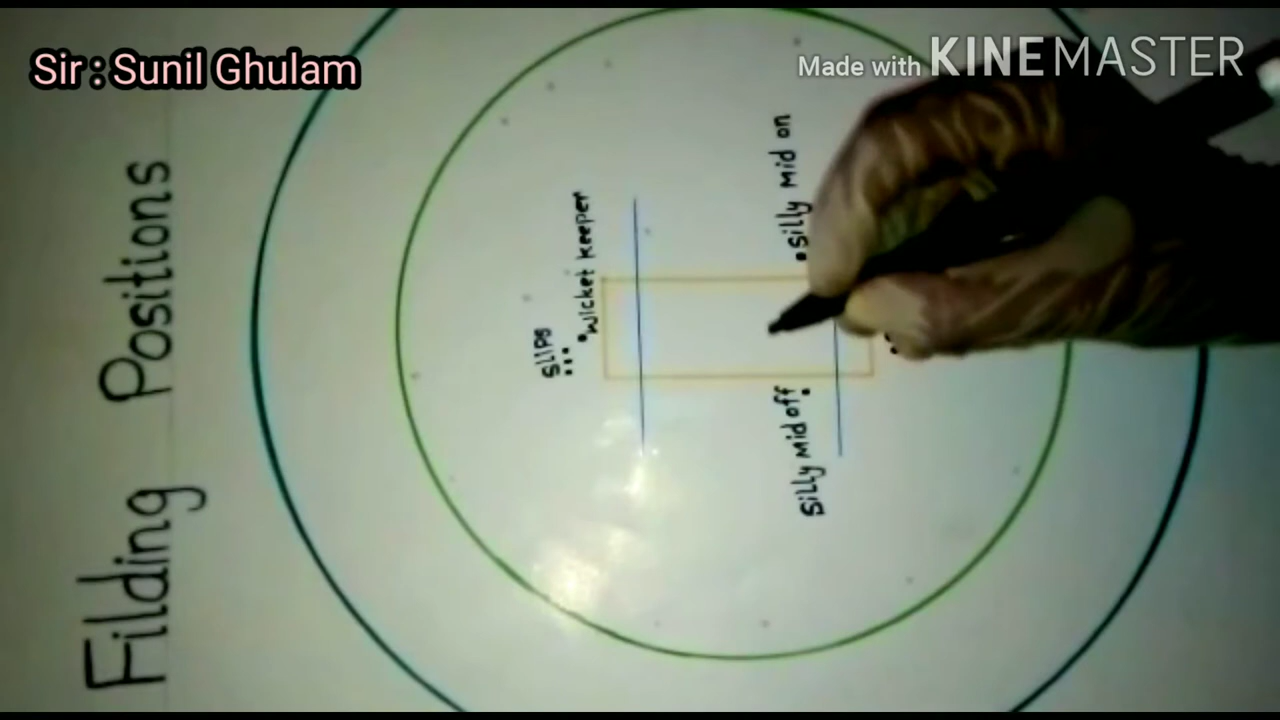 Sir : Sunil Ghulam
Made with KINEMASTER
Filding Positions
slips
wicket keeper
silly mid on
silly mid off